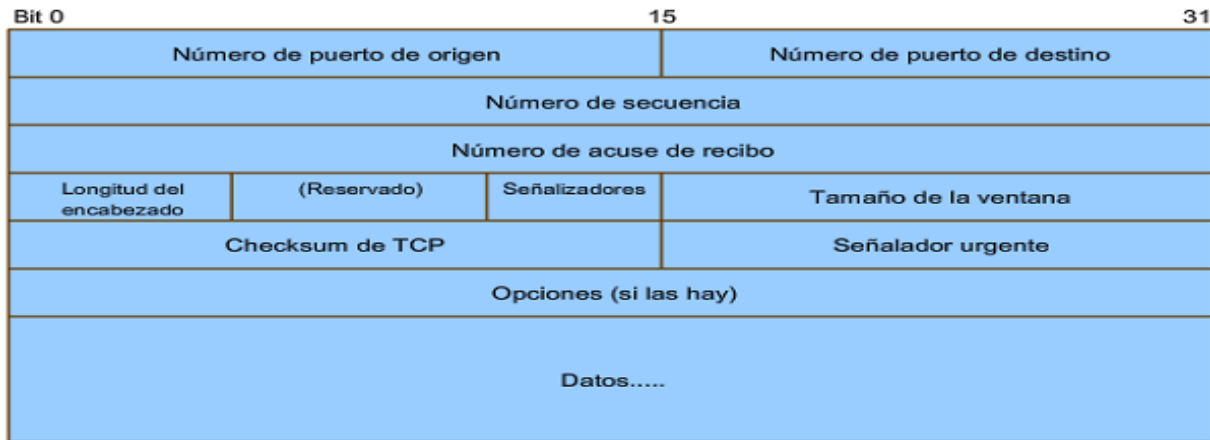 Bit 0 15 31
Número de puerto de origen Número de puerto de destino
Número de secuencia
Número de acuse de recibo
Longitud del encabezado (Reservado) Señalizadores Tamaño de la ventana
Checksum de TCP Señalador urgente
Opciones (si las hay)
Datos.....